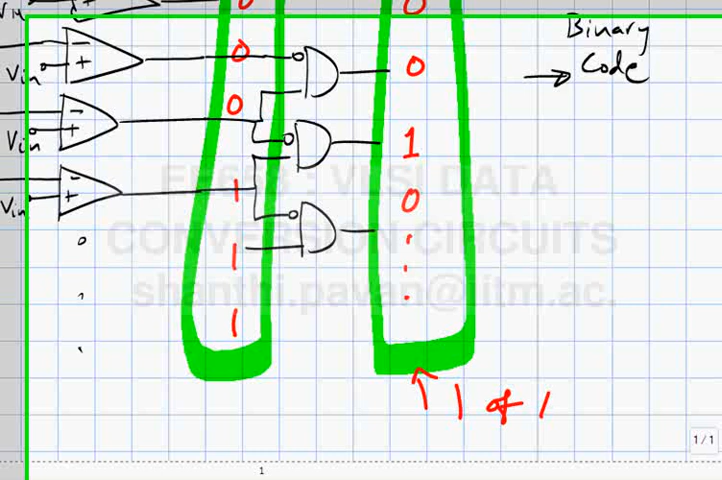 Vin
0
0
Binary
Code
-
+
Vin
0
0
0
-
+
Vin
1
-
+
Vin
1
0
1
1
EE658 : VLSI DATA
CONVERSION CIRCUITS
shanthi.pavan@iitm.ac.
1 of 1
1/1
1